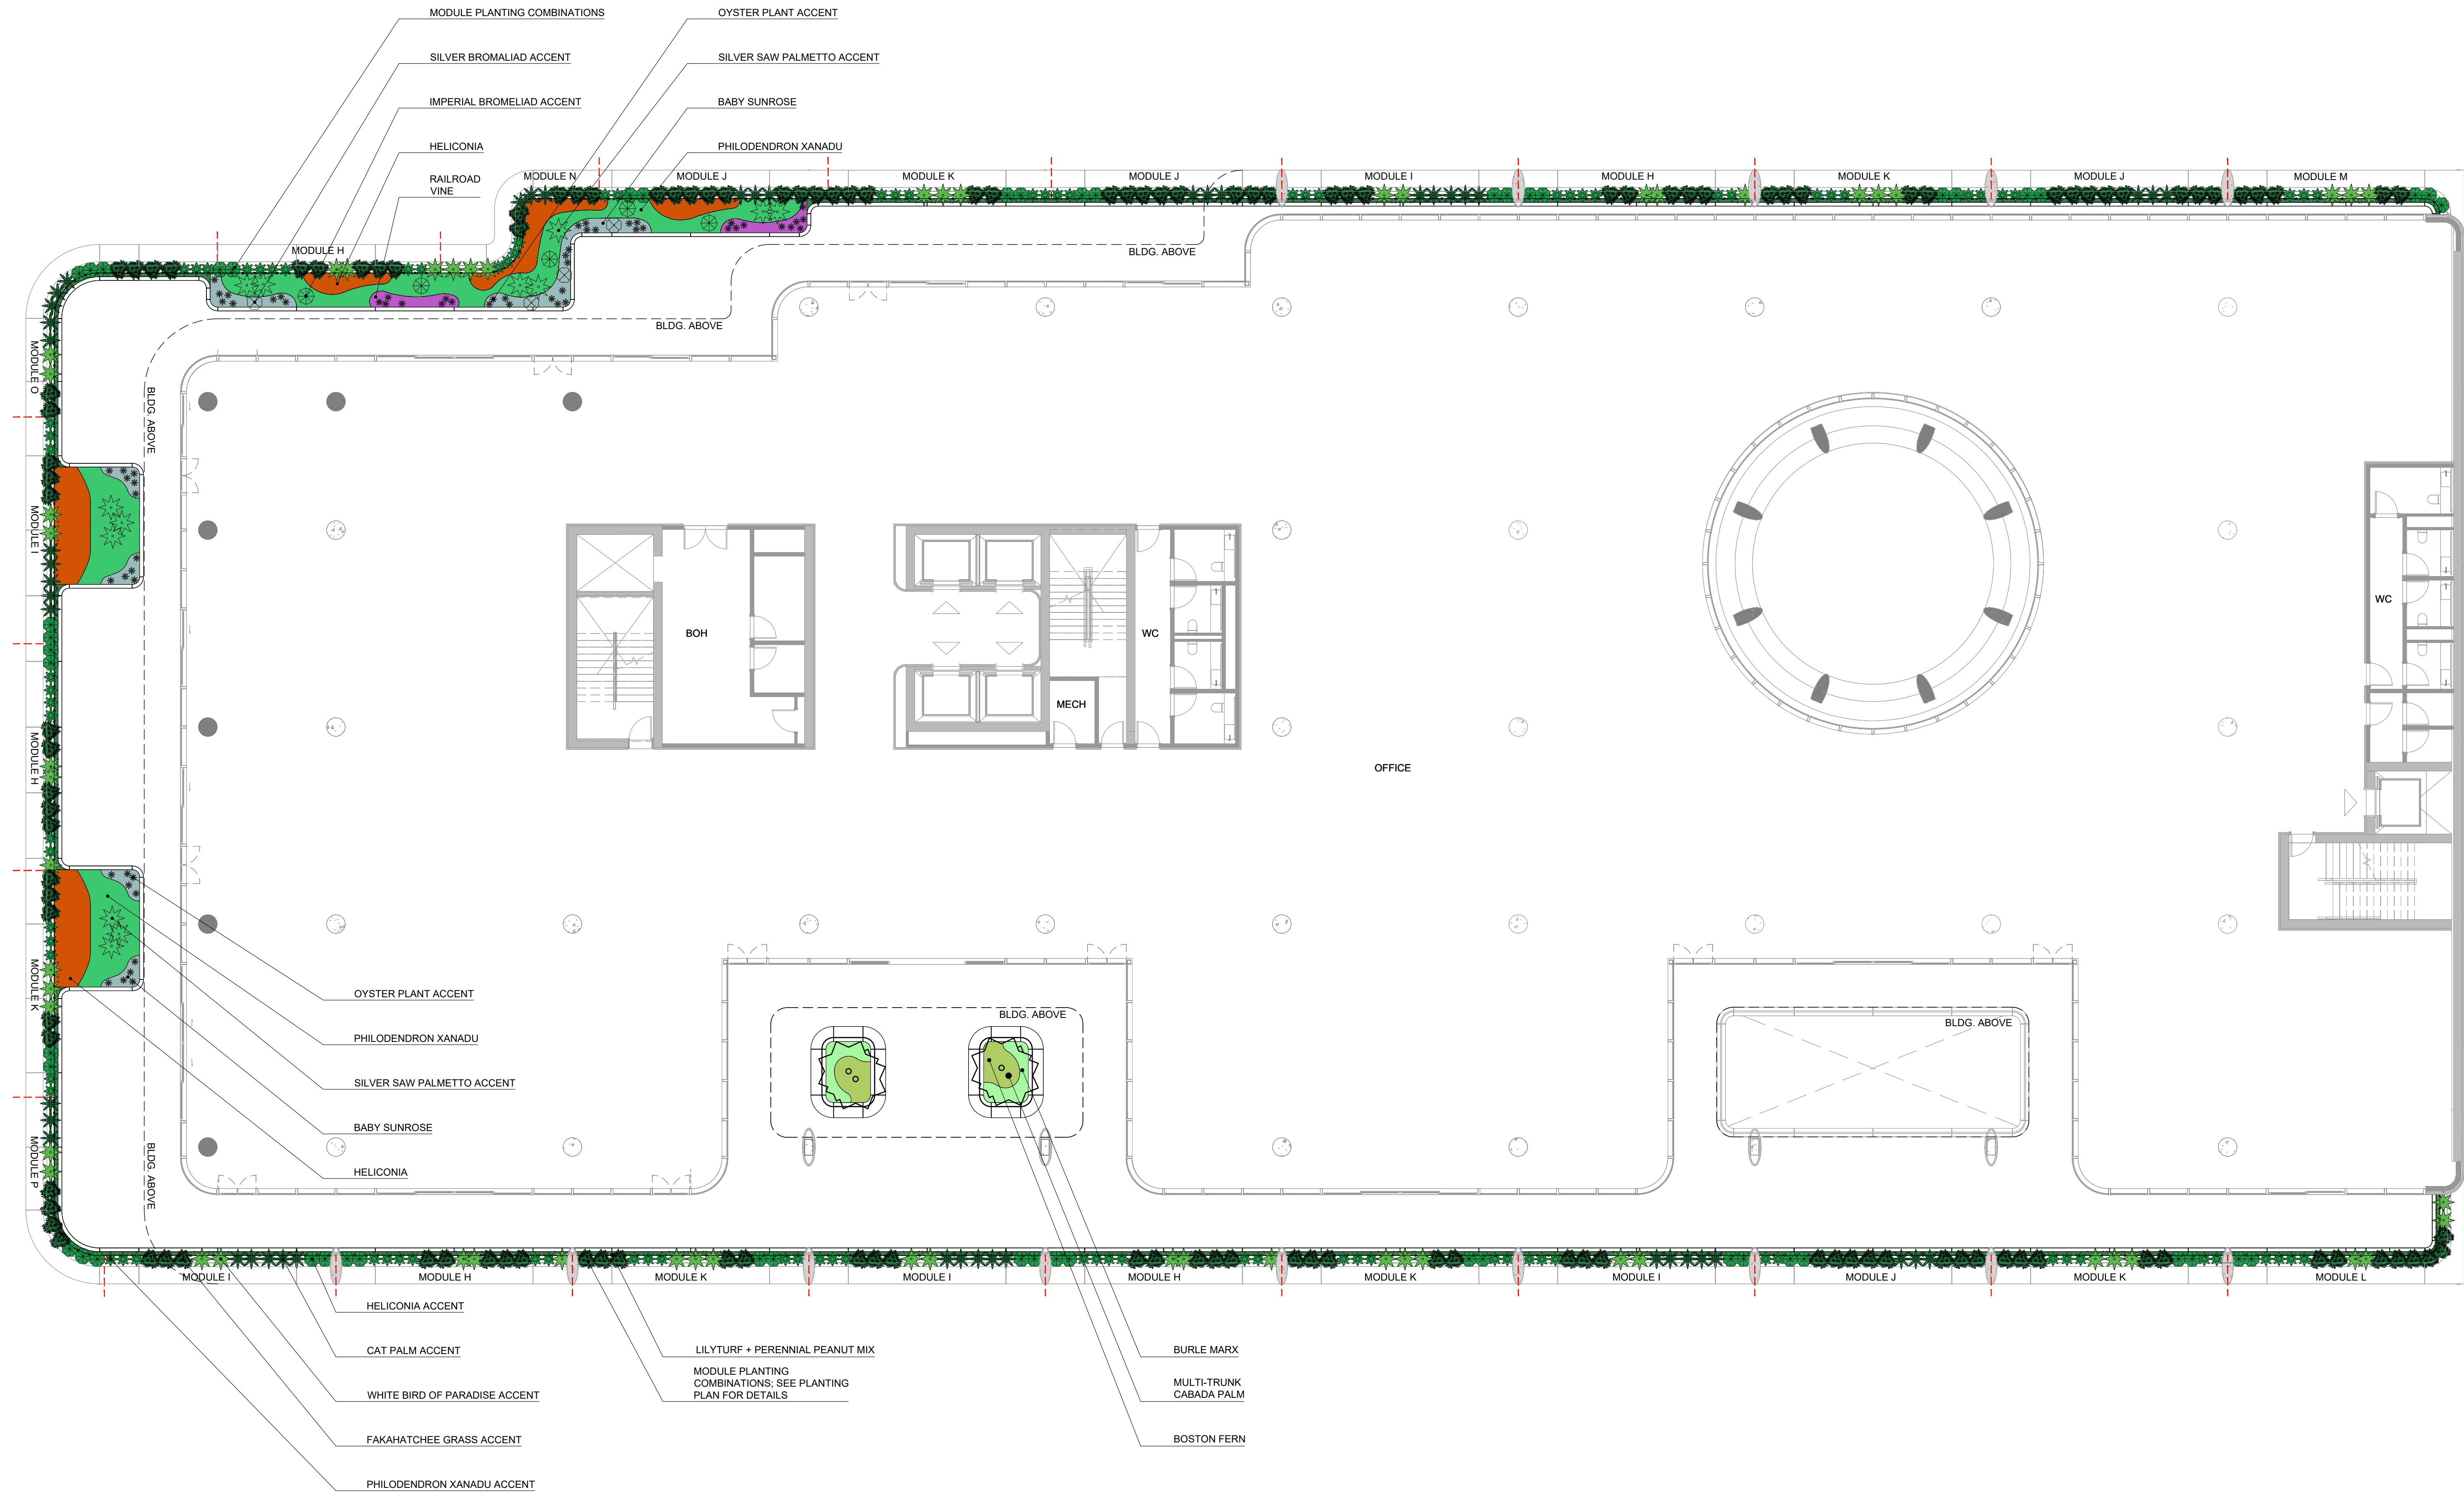 MODULE PLANTING COMBINATIONS
OYSTER PLANT ACCENT
SILVER BROMALIAD ACCENT
SILVER SAW PALMETTO ACCENT
IMPERIAL BROMELIAD ACCENT
BABY SUNROSE
HELICONIA
PHILODENDRON XANADU
RAILROAD
VINE
MODULE N
MODULE J
MODULE K
MODULE J
MODULE I
MODULE H
MODULE K
MODULE J
MODULE M
MODULE H
BLDG. ABOVE
BLDG. ABOVE
MODULE O
BLDG. ABOVE
MODULE I
WC
BOH
WC
MECH
MODULE H
OFFICE
MODULE K
OYSTER PLANT ACCENT
BLDG. ABOVE
BLDG. ABOVE
PHILODENDRON XANADU
SILVER SAW PALMETTO ACCENT
BABY SUNROSE
MODULE P
BLDG. ABOVE
HELICONIA
MODULE I
MODULE H
MODULE K
MODULE I
MODULE H
MODULE K
MODULE I
MODULE J
MODULE K
MODULE L
HELICONIA ACCENT
CAT PALM ACCENT
LILYTURF + PERENNIAL PEANUT MIX
BURLE MARX
MODULE PLANTING
COMBINATIONS; SEE PLANTING
PLAN FOR DETAILS
MULTI-TRUNK
CABADA PALM
WHITE BIRD OF PARADISE ACCENT
FAKAHATCHEE GRASS ACCENT
BOSTON FERN
PHILODENDRON XANADU ACCENT